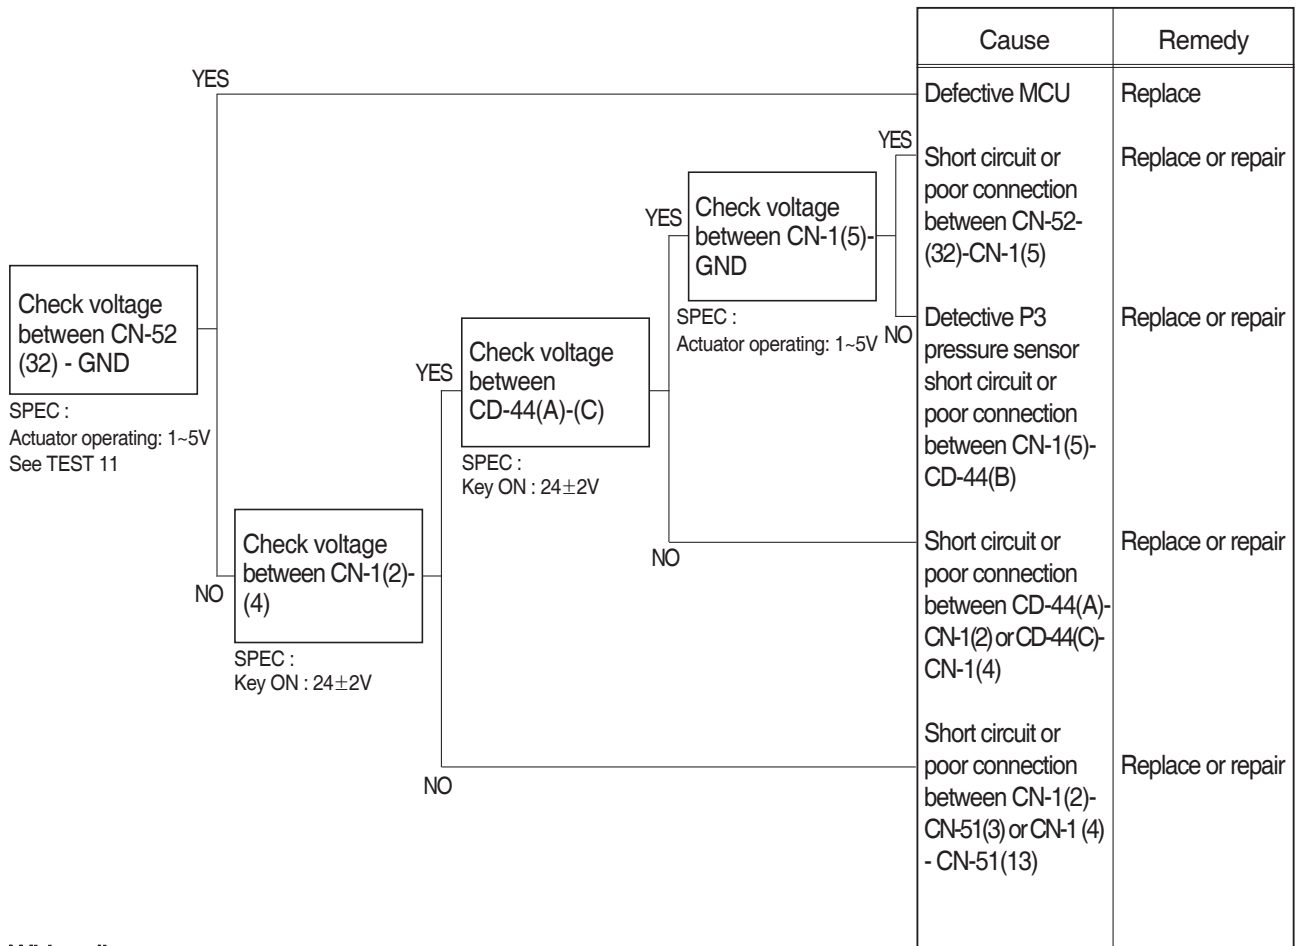 Cause
Remedy
YES
Defective MCU
Replace
YES
Short circuit or
poor connection
between CN-52-
(32)-CN-1(5)
Replace or repair
YES
Check voltage
between CN-1(5)-
GND
SPEC :
Actuator operating: 1~5V
NO
Detective P3
pressure sensor
short circuit or
poor connection
between CN-1(5)-
CD-44(B)
Replace or repair
Check voltage
between CN-52
(32) - GND
SPEC :
Actuator operating: 1~5V
See TEST 11
YES
Check voltage
between
CD-44(A)-(C)
SPEC :
Key ON : 24±2V
NO
Short circuit or
poor connection
between CD-44(A)-
CN-1(2) or CD-44(C)-
CN-1(4)
Replace or repair
NO
Check voltage
between CN-1(2)-
(4)
SPEC :
Key ON : 24±2V
NO
Short circuit or
poor connection
between CN-1(2)-
CN-51(3) or CN-1 (4)
- CN-51(13)
Replace or repair